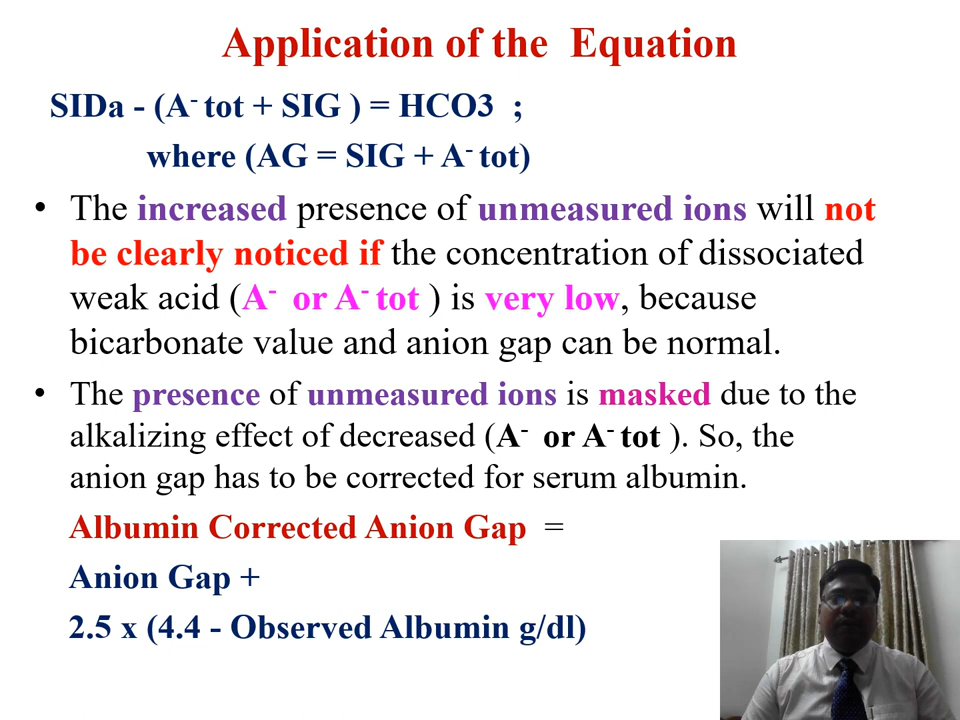 Application of the Equation
SIDa - (A- tot + SIG ) = HCO3 ;
where (AG = SIG + A- tot)
• The increased presence of unmeasured ions will not
be clearly noticed if the concentration of dissociated
weak acid (A- or A- tot ) is very low, because
bicarbonate value and anion gap can be normal.
• The presence of unmeasured ions is masked due to the
alkalizing effect of decreased (A- or A- tot ). So, the
anion gap has to be corrected for serum albumin.
Albumin Corrected Anion Gap =
Anion Gap +
2.5 x (4.4 - Observed Albumin g/dl)